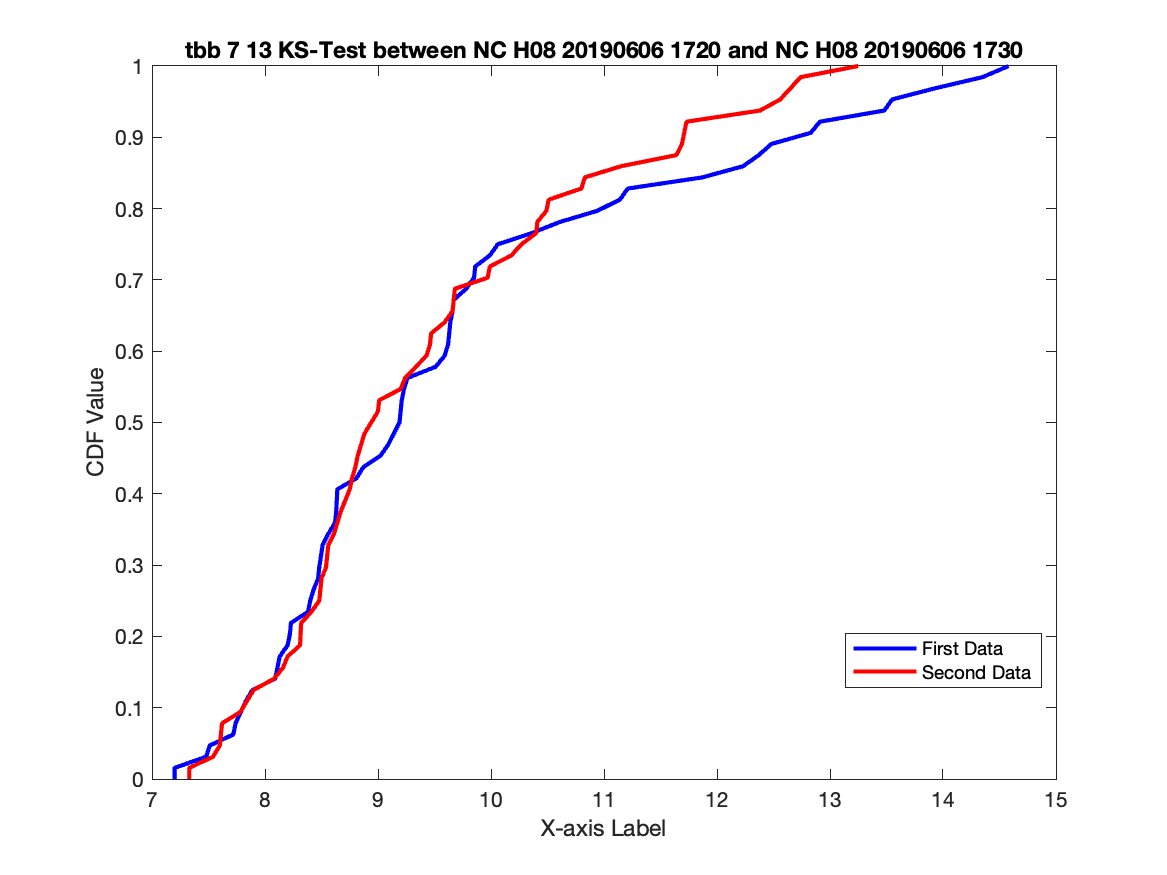 tbb 7 13 KS-Test between NC H08 20190606 1720 and NC H08 20190606 1730
1
0.9
0.8
0.7
0.6
0.5
0.4
0.3
0.2
0.1
0
CDF Value
First Data
Second Data
7 8 9 10 11 12 13 14 15
X-axis Label